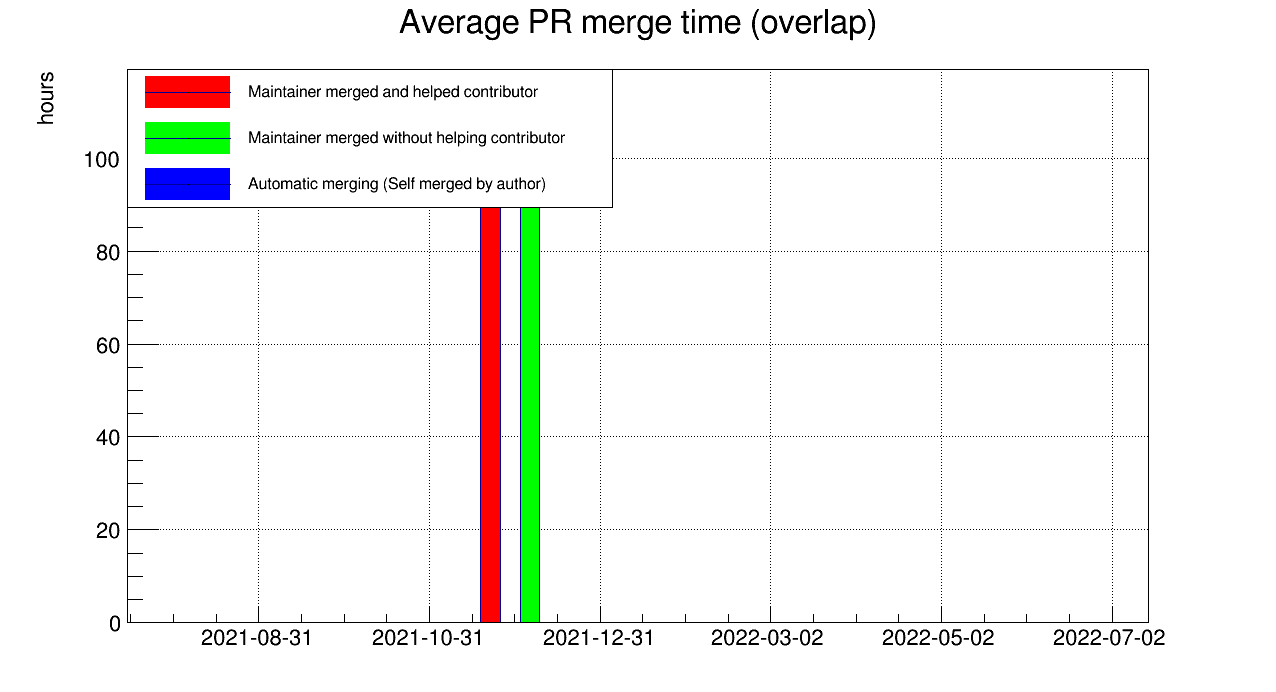 Average PR merge time (overlap)
hours
Maintainer merged and helped contributor
Maintainer merged without helping contributor
Automatic merging (Self merged by author)
100
80
60
40
20
0
2021-08-31 2021-10-31 2021-12-31 2022-03-02 2022-05-02 2022-07-02